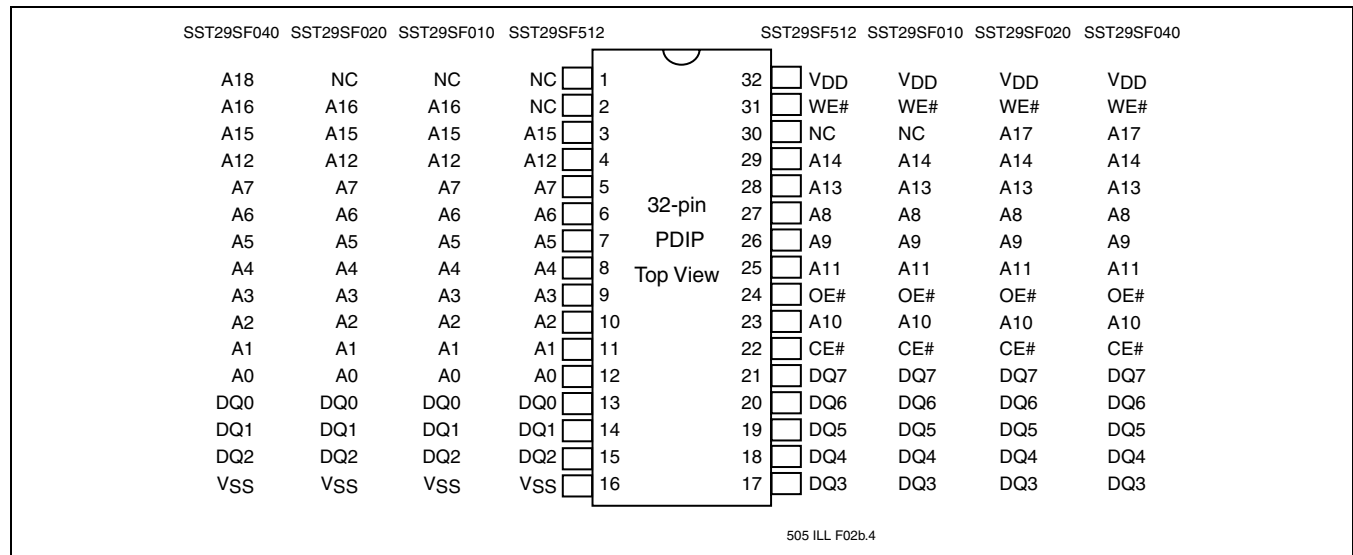 SST29SF040 SST29SF020 SST29SF010 SST29SF512 SST29SF512 SST29SF010 SST29SF020 SST29SF040
A18 NC NC NC 1 32 VDD VDD VDD VDD
A16 A16 A16 NC 2 31 WE# WE# WE# WE#
A15 A15 A15 A15 3 30 NC NC A17 A17
A12 A12 A12 A12 4 29 A14 A14 A14 A14
A7 A7 A7 A7 5 28 A13 A13 A13 A13
A6 A6 A6 A6 6 32-pin 27 A8 A8 A8 A8
A5 A5 A5 A5 7 PDIP 26 A9 A9 A9 A9
A4 A4 A4 A4 8 Top View 25 A11 A11 A11 A11
A3 A3 A3 A3 9 24 OE# OE# OE# OE#
A2 A2 A2 A2 10 23 A10 A10 A10 A10
A1 A1 A1 A1 11 22 CE# CE# CE# CE#
A0 A0 A0 A0 12 21 DQ7 DQ7 DQ7 DQ7
DQ0 DQ0 DQ0 DQ0 13 20 DQ6 DQ6 DQ6 DQ6
DQ1 DQ1 DQ1 DQ1 14 19 DQ5 DQ5 DQ5 DQ5
DQ2 DQ2 DQ2 DQ2 15 18 DQ4 DQ4 DQ4 DQ4
VSS VSS VSS VSS 16 17 DQ3 DQ3 DQ3 DQ3
505 ILL F02b.4